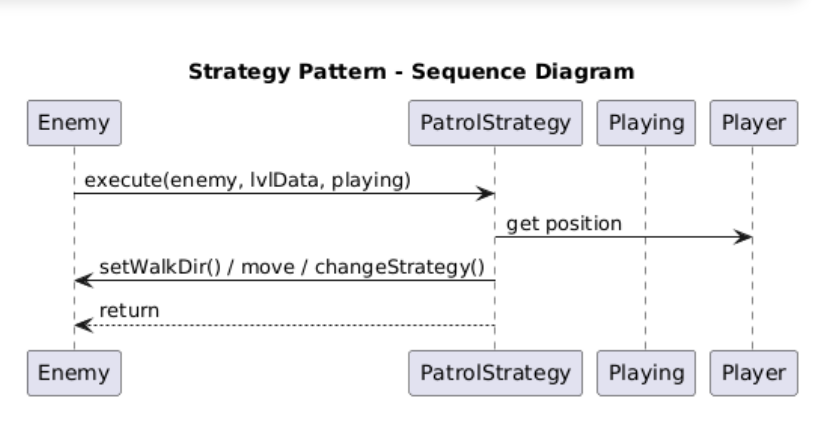 Strategy Pattern - Sequence Diagram
Enemy PatrolStrategy Playing Player
execute(enemy, lvlData, playing)
get position
setWalkDir() / move / changeStrategy()
return
Enemy PatrolStrategy Playing Player